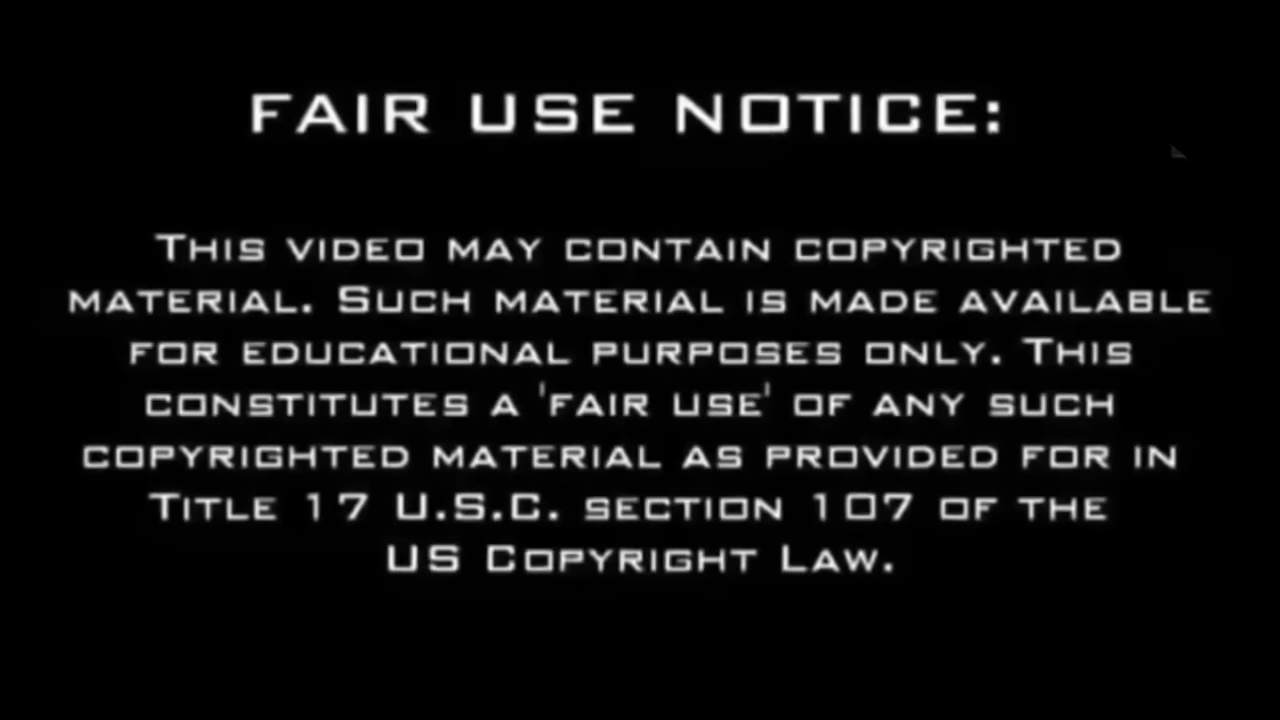 FAIR USE NOTICE:
This video may contain copyrighted
material. Such material is made available
for educational purposes only. This
constitutes a 'fair use' of any such
copyrighted material as provided for in
Title 17 U.S.C. section 107 of the
US Copyright Law.